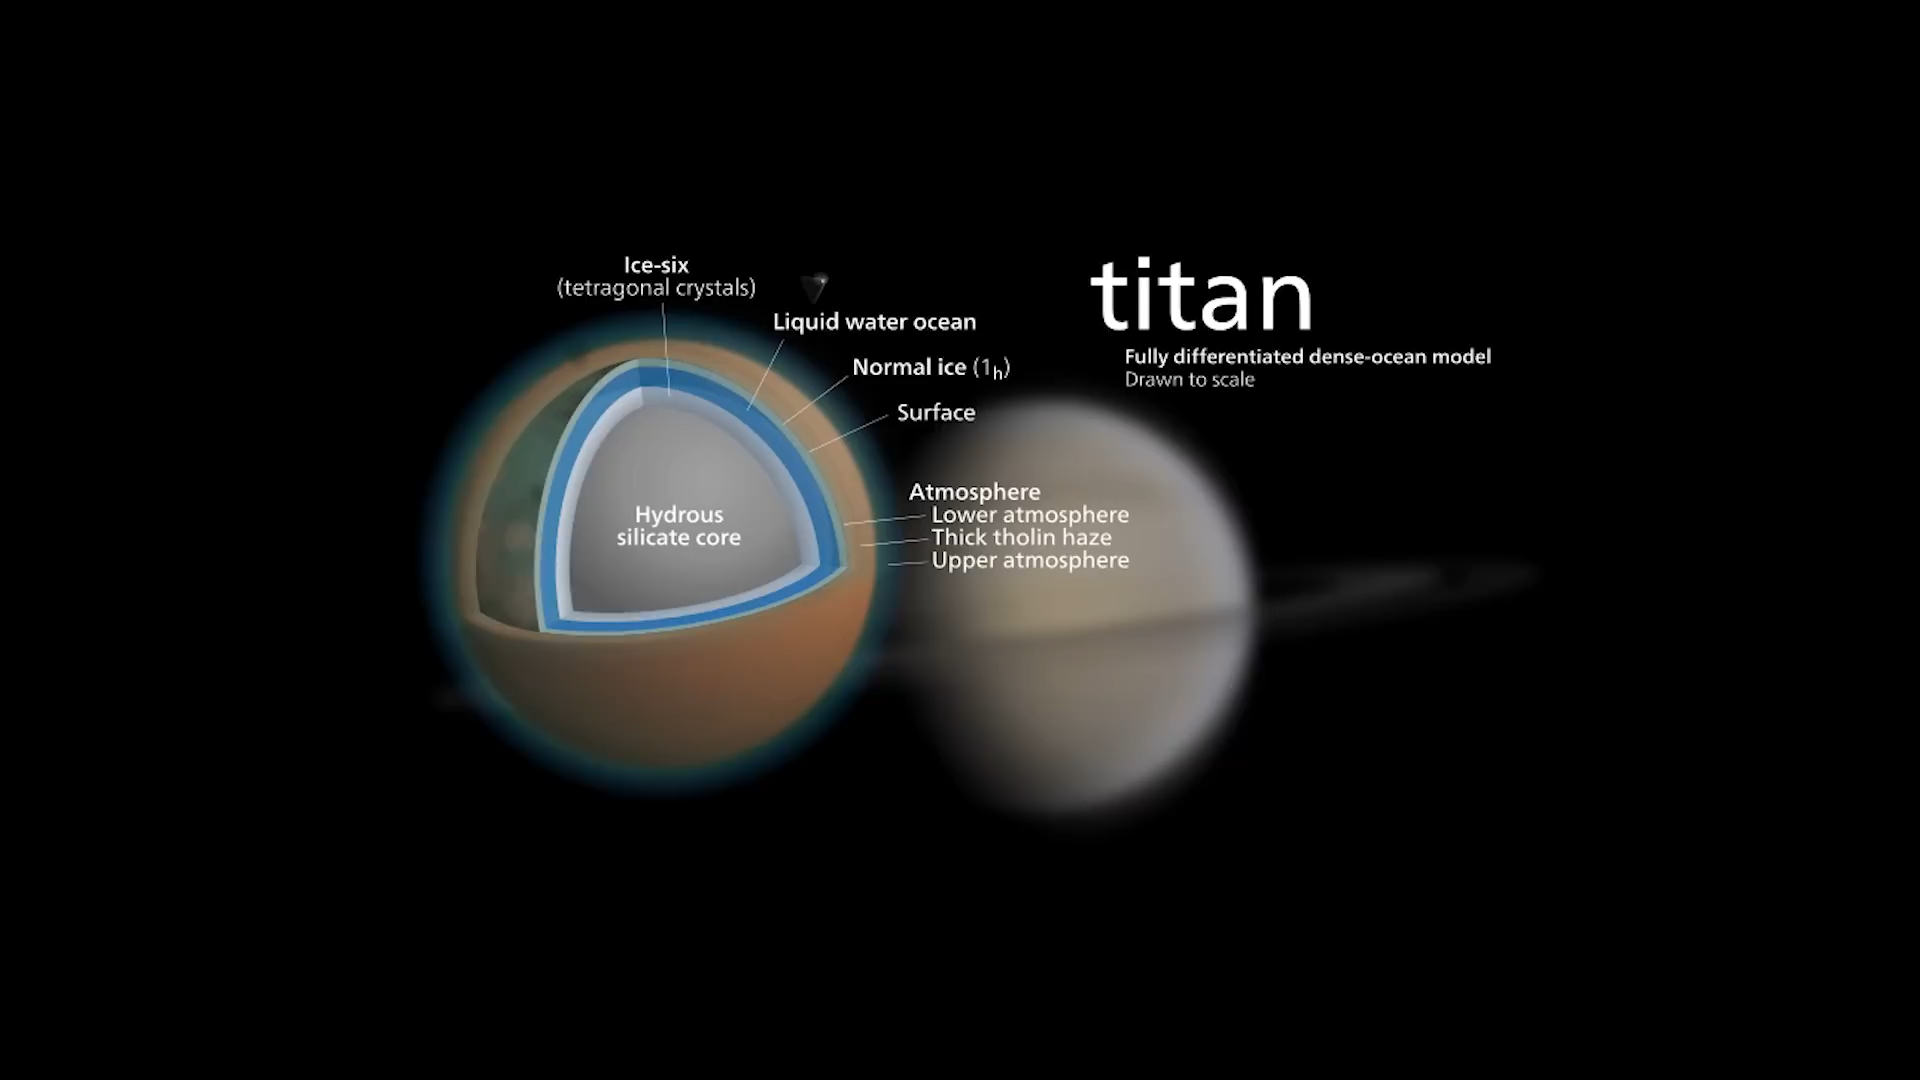 titan
Fully differentiated dense-ocean model
Drawn to scale
Ice-six
(tetragonal crystals)
Liquid water ocean
Normal ice (1h)
Surface
Atmosphere
Lower atmosphere
Thick tholin haze
Upper atmosphere
Hydrous
silicate core